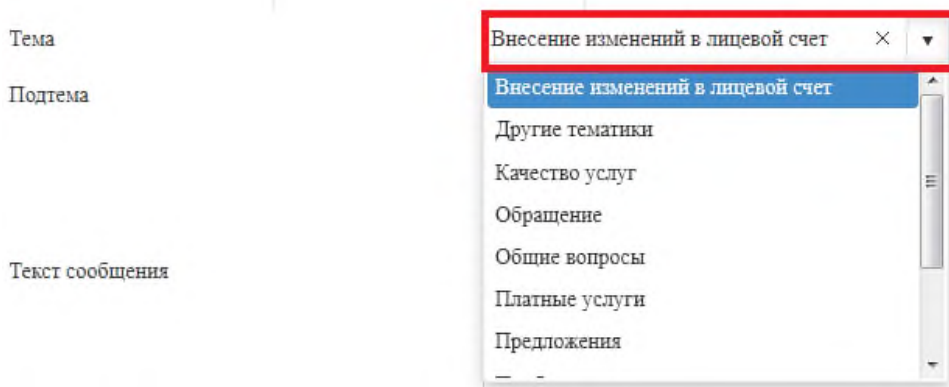 Тема
Внесение изменений в лицевой счет
Подтема
Внесение изменений в лицевой счет
Другие тематики
Качество услуг
Обращение
Общие вопросы
Текст сообщения
Платные услуги
Предложения